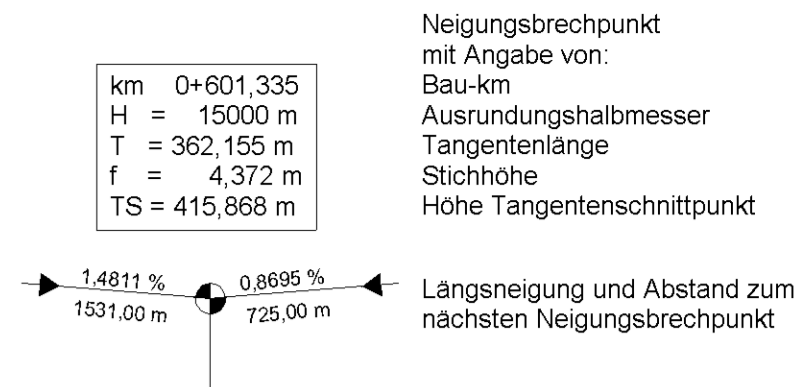 Neigungsbrechpunkt
mit Angabe von:
km 0+601,335 Bau-km
H = 15000 m Ausrundungshalbmesser
T = 362,155 m Tangentenlänge
f = 4,372 m Stichhöhe
TS = 415,868 m Höhe Tangentenschnittpunkt
1,4811 % 0,8695 % Längsneigung und Abstand zum
1531,00 m 725,00 m nächsten Neigungsbrechpunkt